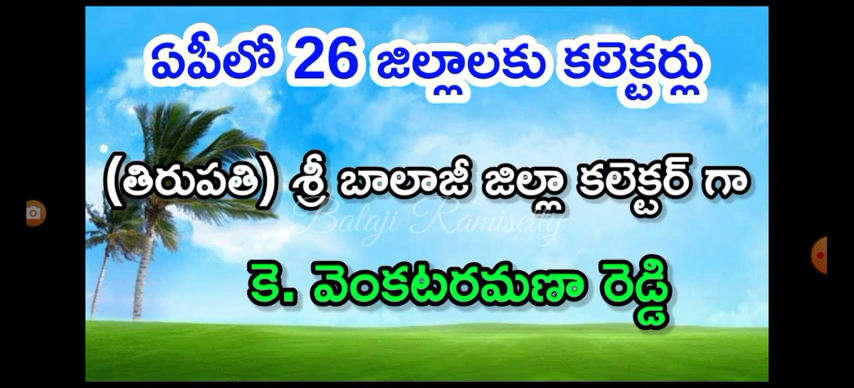 ఏపీలో 26 జిల్లాలకు కలెక్టర్లు
(తిరుపతి) శ్రీ బాలాజీ జిల్లా కలెక్టర్ గా
Balaji Ramisetty
కె. వెంకటరమణా రెడ్డి